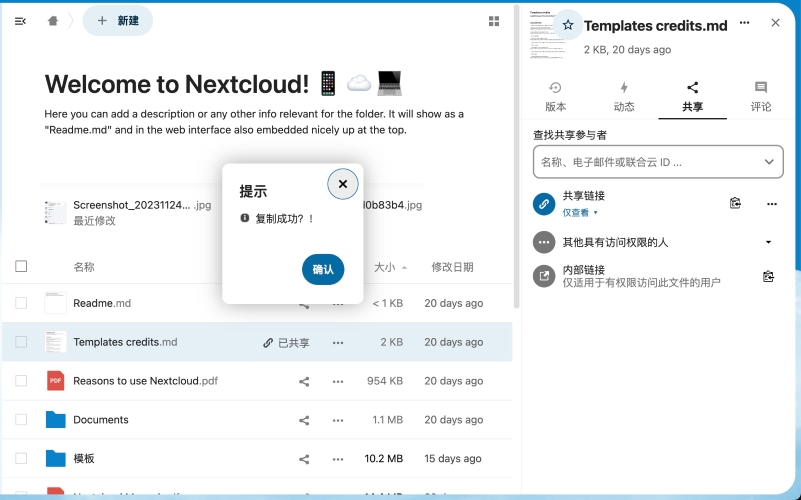 新建
Templates credits.md
2 KB, 20 days ago
Welcome to Nextcloud!
Here you can add a description or any other info relevant for the folder. It will show as a
"Readme.md" and in the web interface also embedded nicely up at the top.
版本
动态
共享
评论
查找共享参与者
名称、电子邮件或联合云 ID ...
共享链接
仅查看
其他具有访问权限的人
内部链接
仅适用于有权限访问此文件的用户
提示
复制成功？！
确认
Screenshot_20231124... .jpg
最近修改
l0b83b4.jpg
名称
大小
修改日期
Readme.md
< 1 KB
20 days ago
Templates credits.md
已共享
2 KB
20 days ago
Reasons to use Nextcloud.pdf
954 KB
20 days ago
Documents
1.1 MB
20 days ago
模板
10.2 MB
15 days ago
PDF